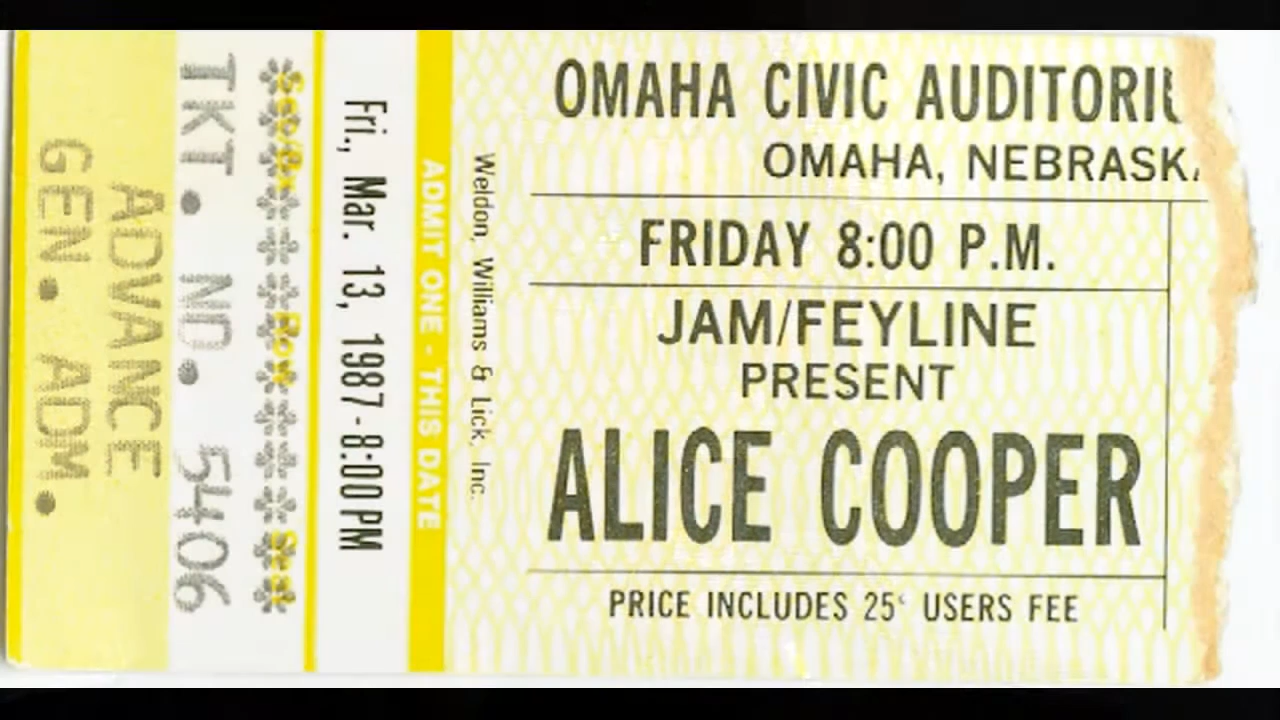 GEN. ADM.
ADVANCE
TKT. NO. 5406
Row Seat
Fri., Mar. 13, 1987 - 8:00 PM
ADMIT ONE - THIS DATE
Weldon, Williams & Lick, Inc.
OMAHA CIVIC AUDITORIU
OMAHA, NEBRASK
FRIDAY 8:00 P.M.
JAM/FEYLINE
PRESENT
ALICE COOPER
PRICE INCLUDES 25¢ USERS FEE